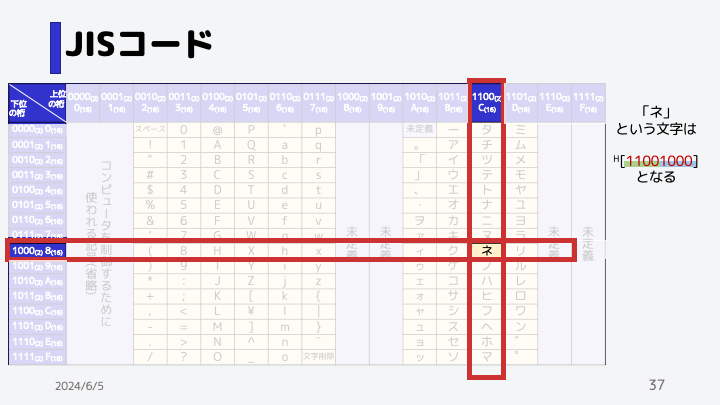 JISコード
上位の桁 0000(2) 0(16) 0001(2) 1(16) 0010(2) 2(16) 0011(2) 3(16) 0100(2) 4(16) 0101(2) 5(16) 0110(2) 6(16) 0111(2) 7(16) 1000(2) 8(16) 1001(2) 9(16) 1010(2) A(16) 1011(2) B(16) 1100(2) C(16) 1101(2) D(16) 1110(2) E(16) 1111(2) F(16)
下位の桁
コンピュータを制御するために
使われる記号(省略)
0000(2) 0(16) スペース 0 @ P ` p 未定義 ー タ ミ
0001(2) 1(16) ! 1 A Q a q 。 ア チ ム
0010(2) 2(16) " 2 B R b r 「 イ ツ メ
0011(2) 3(16) # 3 C S c s 」 ウ テ モ
0100(2) 4(16) $ 4 D T d t 、 エ ト ヤ
0101(2) 5(16) % 5 E U e u ・ オ ナ ユ
0110(2) 6(16) & 6 F V f v ヲ カ ニ ヨ
0111(2) 7(16) ' 7 G W w ァ キ ヌ ラ
1000(2) 8(16) ( 8 H X h x ィ ク ネ リ
1001(2) 9(16) ) 9 I Y i y ゥ ケ ノ ル
1010(2) A(16) * : J Z j z ェ コ ハ レ
1011(2) B(16) + ; K [ k { ォ サ ヒ ロ
1100(2) C(16) , < L ¥ l | ャ シ フ ワ
1101(2) D(16) - = M ] m } ュ ス ヘ ン
1110(2) E(16) . > N ^ n ~ ョ セ ホ ゛
1111(2) F(16) / ? O _ o 文字削除 ッ ソ マ ゜
未定義
未定義
未定義
「ネ」
という文字は
H[11001000]
となる
2024/6/5
37